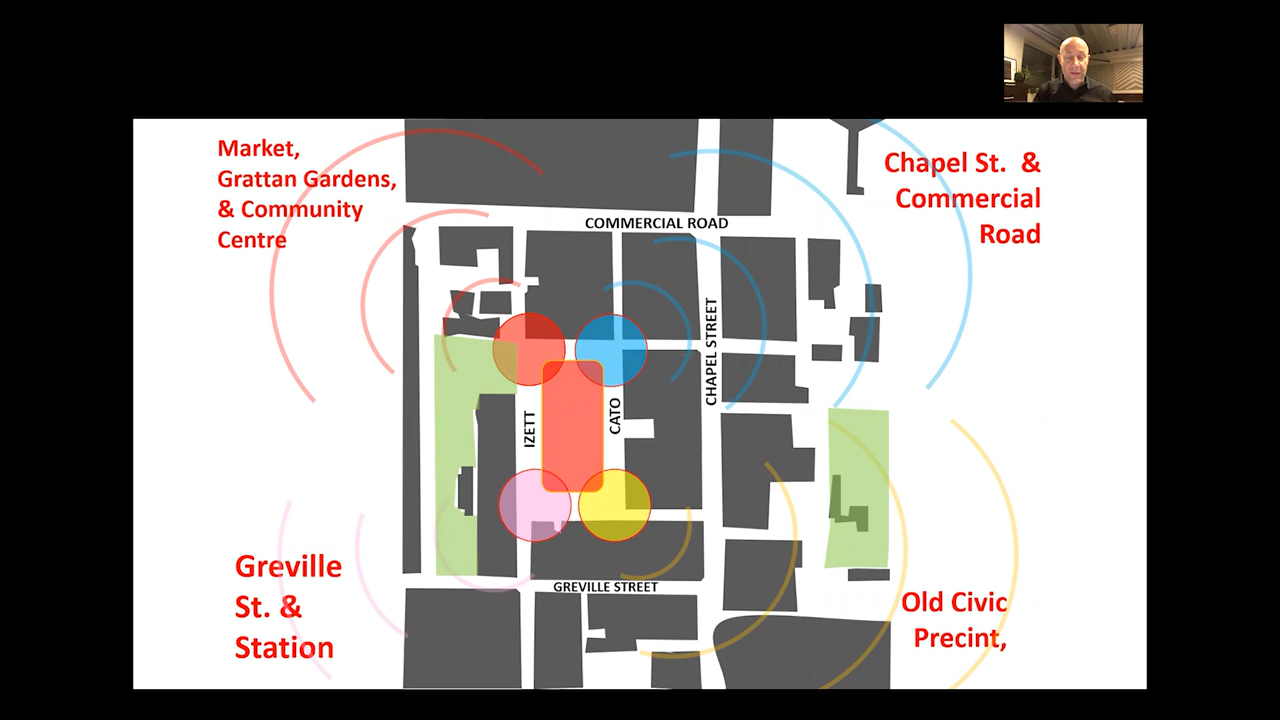 Market,
Grattan Gardens,
& Community
Centre
Chapel St. &
Commercial
Road
COMMERCIAL ROAD
CHAPEL STREET
IZETT
CATO
Greville
St. &
Station
GREVILLE STREET
Old Civic
Precint,